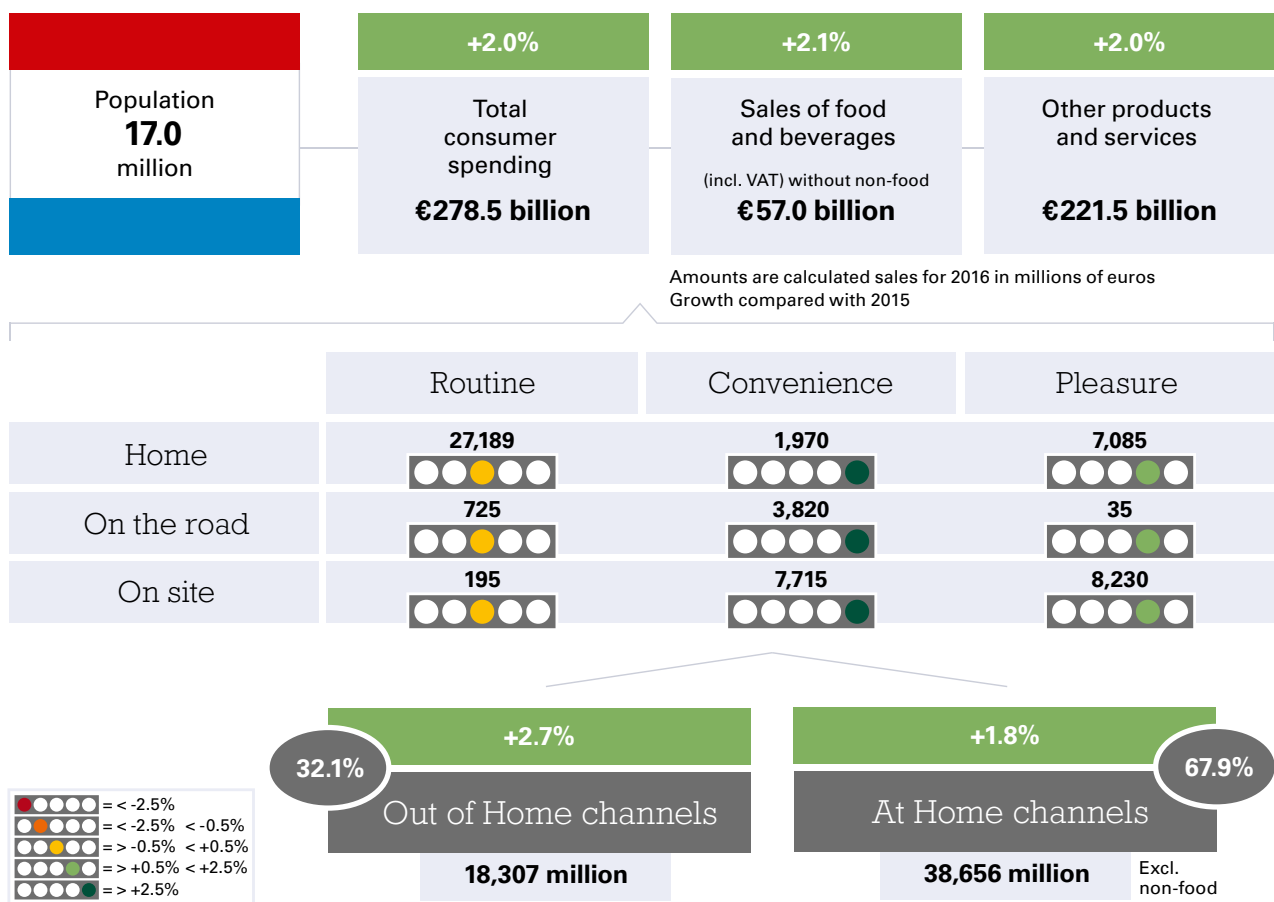 Population
17.0
million
+2.0%
Total
consumer
spending
€278.5 billion
+2.1%
Sales of food
and beverages
(incl. VAT) without non-food
€57.0 billion
+2.0%
Other products
and services
€221.5 billion
Amounts are calculated sales for 2016 in millions of euros
Growth compared with 2015
Routine
Convenience
Pleasure
Home
27,189
1,970
7,085
On the road
725
3,820
35
On site
195
7,715
8,230
+2.7%
32.1%
Out of Home channels
18,307 million
+1.8%
67.9%
At Home channels
38,656 million
Excl.
non-food
= < -2.5%
= < -2.5% < -0.5%
= > -0.5% < +0.5%
= > +0.5% < +2.5%
= > +2.5%